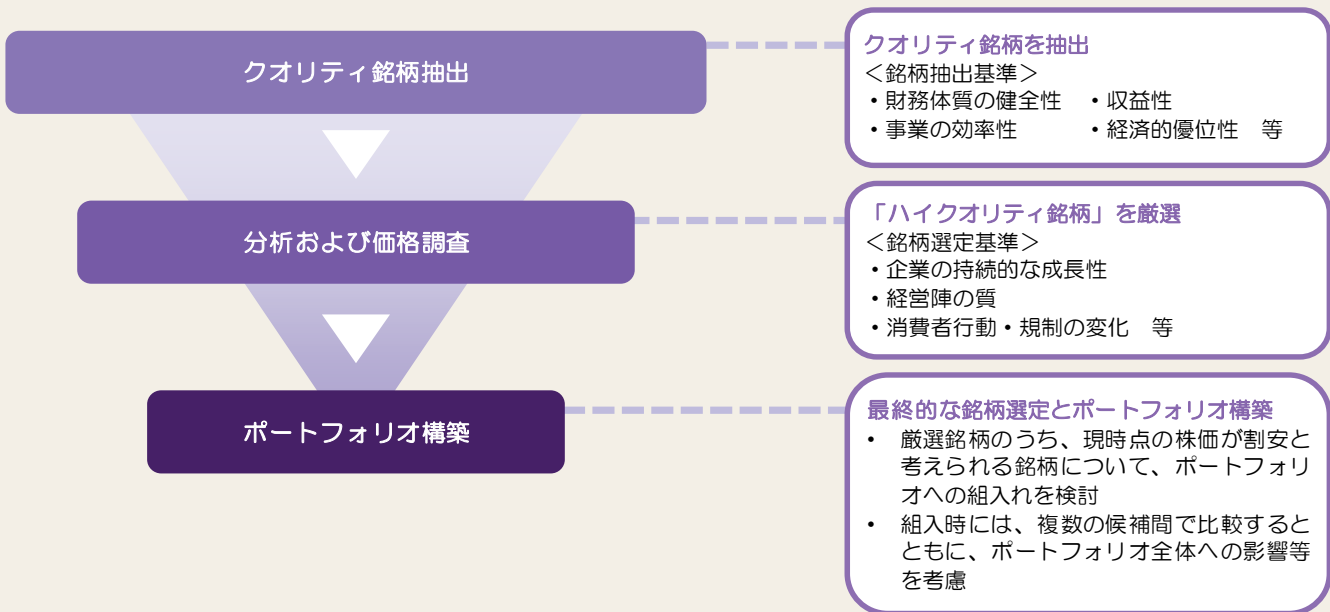 クオリティ銘柄抽出
クオリティ銘柄を抽出
＜銘柄抽出基準＞
・財務体質の健全性　・収益性
・事業の効率性　・経済的優位性　等
分析および価格調査
「ハイクオリティ銘柄」を厳選
＜銘柄選定基準＞
・企業の持続的な成長性
・経営陣の質
・消費者行動・規制の変化　等
ポートフォリオ構築
最終的な銘柄選定とポートフォリオ構築
・　厳選銘柄のうち、現時点の株価が割安と
考えられる銘柄について、ポートフォリ
オへの組入れを検討
・　組入時には、複数の候補間で比較すると
ともに、ポートフォリオ全体への影響等
を考慮